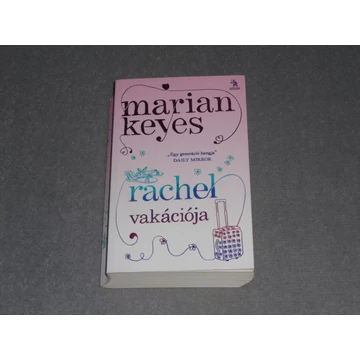 marian
keyes
„Egy generáció hangja"
DAILY MIRROR
rachel
vakációja